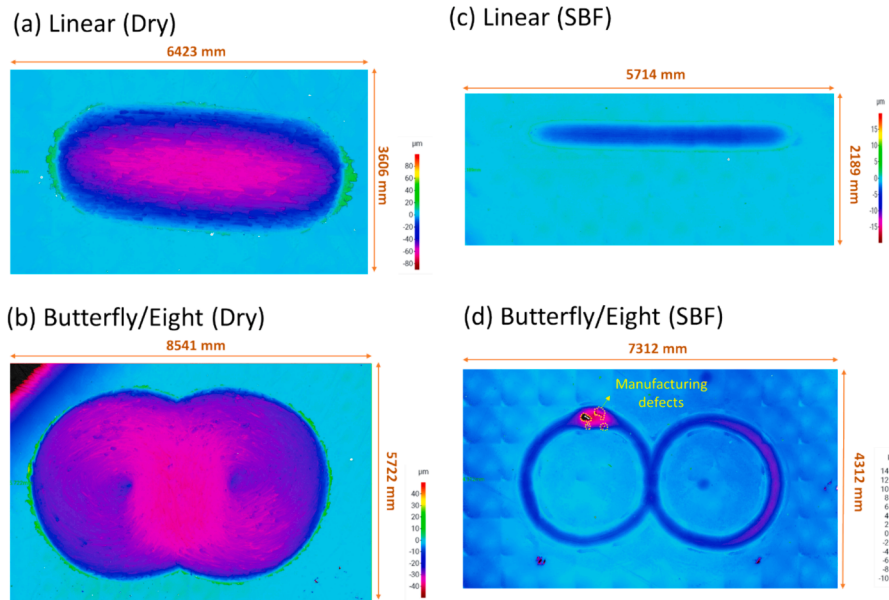 (a) Linear (Dry)
6423 mm
3606 mm
µm
80
60
40
20
0
-20
-40
-60
-80
(c) Linear (SBF)
5714 mm
2189 mm
µm
15
10
5
0
-5
-10
-15
(b) Butterfly/Eight (Dry)
8541 mm
5722 mm
µm
40
30
20
10
0
-10
-20
-30
-40
(d) Butterfly/Eight (SBF)
7312 mm
Manufacturing
defects
4312 mm
14
12
10
8
6
4
2
0
-2
-4
-6
-8
-10